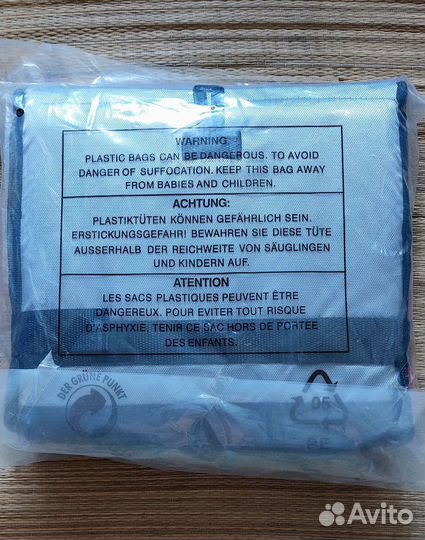 WARNING
PLASTIC BAGS CAN BE DANGEROUS. TO AVOID
DANGER OF SUFFOCATION. KEEP THIS BAG AWAY
FROM BABIES AND CHILDREN.
ACHTUNG:
PLASTIKTÜTEN KÖNNEN GEFÄHRLICH SEIN.
ERSTICKUNGSGEFAHR! BEWAHREN SIE DIESE TÜTE
AUSSERHALB DER REICHWEITE VON SÄUGLINGEN
UND KINDERN AUF.
ATENTION
LES SACS PLASTIQUES PEUVENT ÊTRE
DANGEREUX. POUR EVITER TOUT RISQUE
D'ASPHYXIE, TENIR CE SAC HORS DE PORTEE
DES ENFANTS.
DER GRÜNE PUNKT
05
PE
Avito